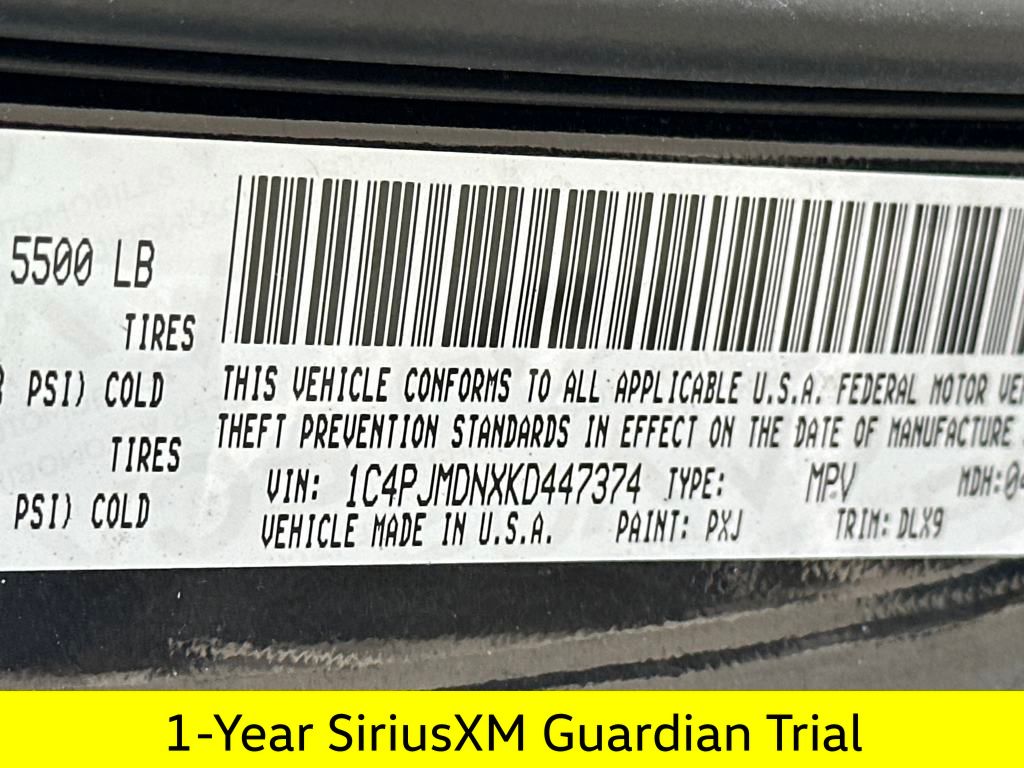 5500 LB
TIRES
PSI) COLD
TIRES
PSI) COLD
THIS VEHICLE CONFORMS TO ALL APPLICABLE U.S.A. FEDERAL MOTOR
THEFT PREVENTION STANDARDS IN EFFECT ON THE DATE OF MANUFACTURE
VIN: 1C4PJMDNXKD447374 TYPE: MPV MDH:04
VEHICLE MADE IN U.S.A. PAINT: PXJ TRIM: DLX9
1-Year SiriusXM Guardian Trial